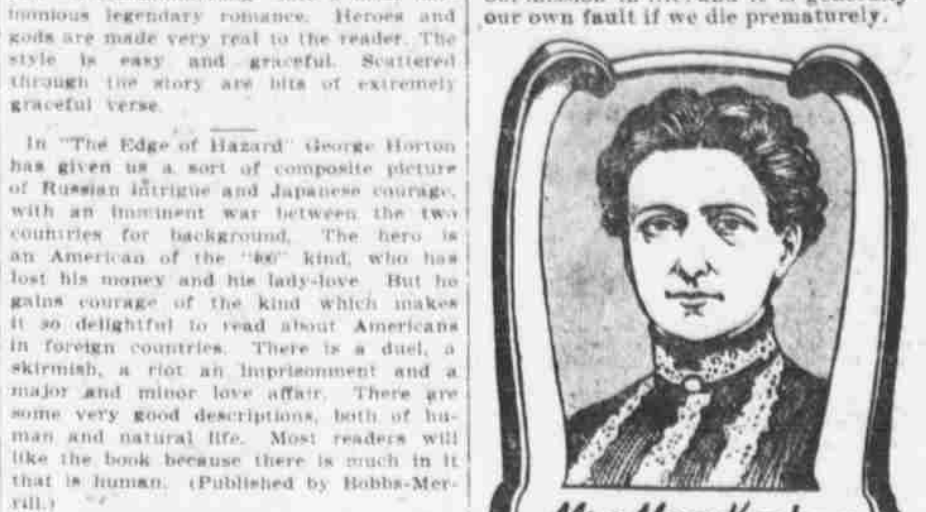 monious legendary romance. Heroes and
gods are made very real to the reader. The
style is easy and graceful. Scattered
through the story are bits of extremely
graceful verse.
In "The Edge of Hazard" George Horton
has given us a sort of composite picture
of Russian intrigue and Japanese courage,
with an imminent war between the two
countries for background. The hero is
an American of the "400" kind, who has
lost his money and his lady-love. But he
gains courage of the kind which makes
it so delightful to read about Americans
in foreign countries. There is a duel, a
skirmish, a riot an imprisonment and a
major and minor love affair. There are
some very good descriptions, both of hu-
man and natural life. Most readers will
like the book because there is much in it
that is human. (Published by Bobbs-Mer-
rill.)
our own fault if we die prematurely.